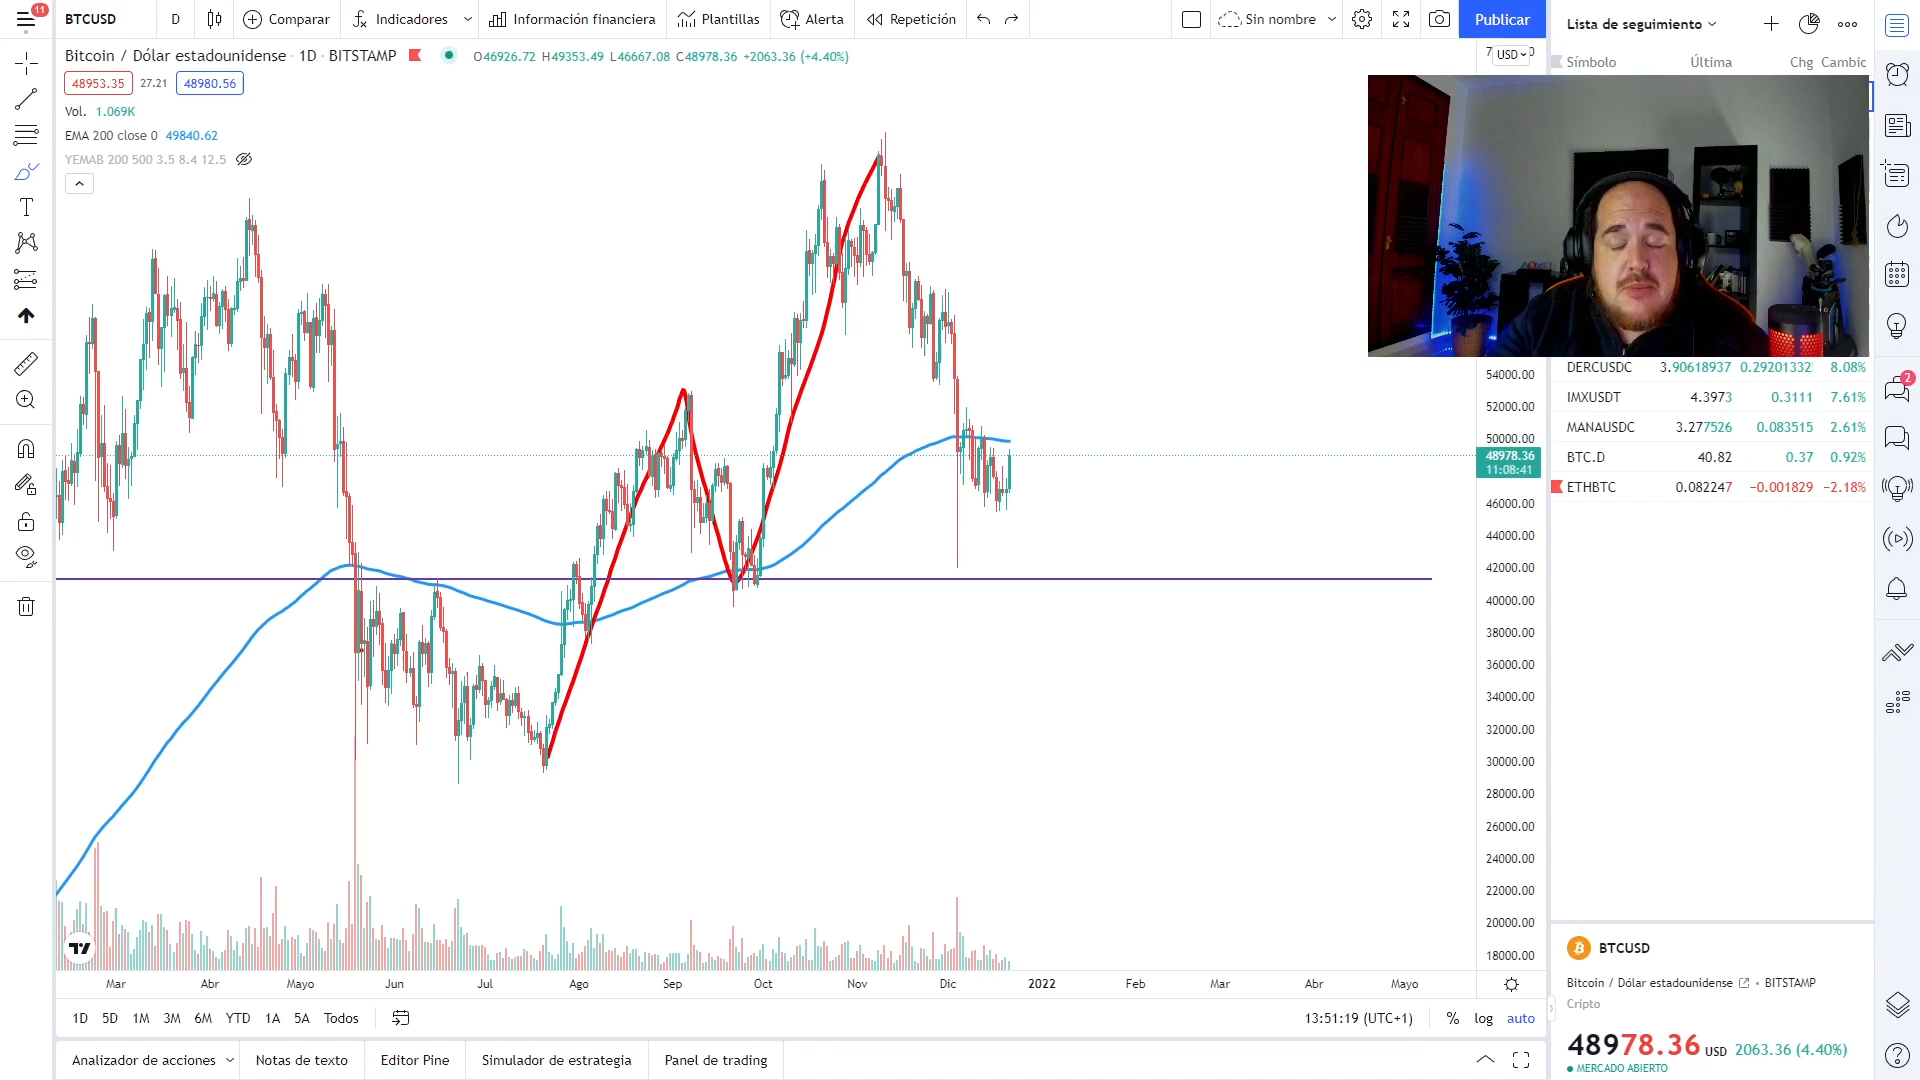 11
BTCUSD D Comparar Indicadores Información financiera Plantillas Alerta Repetición Sin nombre Publicar
Lista de seguimiento
Bitcoin / Dólar estadounidense · 1D · BITSTAMP O46926.72 H49353.49 L46667.08 C48978.36 +2063.36 (+4.40%)
USD
Símbolo Última Chg Cambic
48953.35 27.21 48980.56
Vol. 1.069K
EMA 200 close 0 49840.62
YEMAB 200 500 3.5 8.4 12.5
DERCUSDC 3.90618937 0.29201332 8.08%
IMXUSDT 4.3973 0.3111 7.61%
MANAUSDC 3.277526 0.083515 2.61%
BTC.D 40.82 0.37 0.92%
ETHBTC 0.082247 −0.001829 −2.18%
2
54000.00
52000.00
50000.00
48978.36
11:08:41
46000.00
44000.00
42000.00
40000.00
38000.00
36000.00
34000.00
32000.00
30000.00
28000.00
26000.00
24000.00
22000.00
20000.00
18000.00
Mar Abr Mayo Jun Jul Ago Sep Oct Nov Dic 2022 Feb Mar Abr Mayo
1D 5D 1M 3M 6M YTD 1A 5A Todos 13:51:19 (UTC+1) % log auto
Analizador de acciones Notas de texto Editor Pine Simulador de estrategia Panel de trading
BTCUSD
Bitcoin / Dólar estadounidense • BITSTAMP
Cripto
48978.36 USD 2063.36 (4.40%)
MERCADO ABIERTO